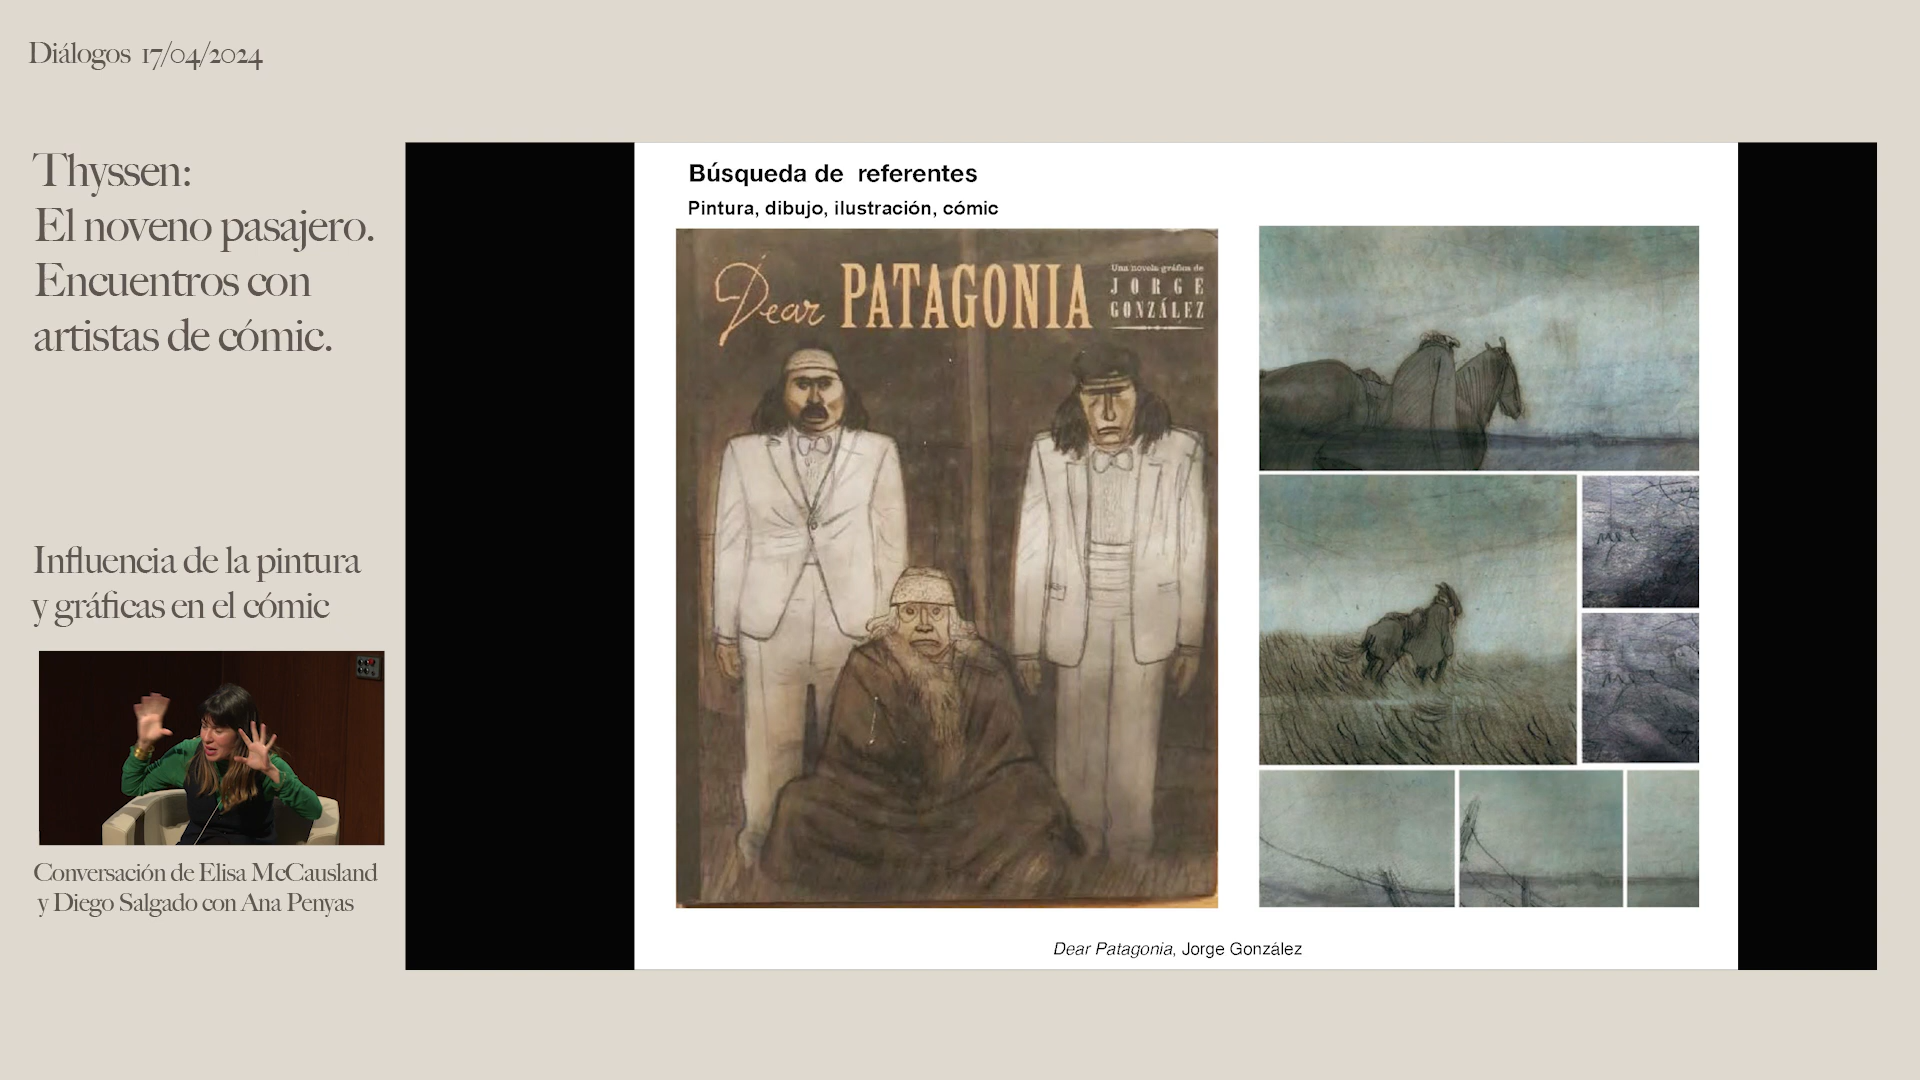 Diálogos 17/04/2024
Thyssen:
El noveno pasajero.
Encuentros con
artistas de cómic.
Influencia de la pintura
y gráficas en el cómic
Conversación de Elisa McCausland
y Diego Salgado con Ana Penyas
Búsqueda de referentes
Pintura, dibujo, ilustración, cómic
Dear PATAGONIA
Una novela gráfica de
JORGE
GONZÁLEZ
Dear Patagonia, Jorge González